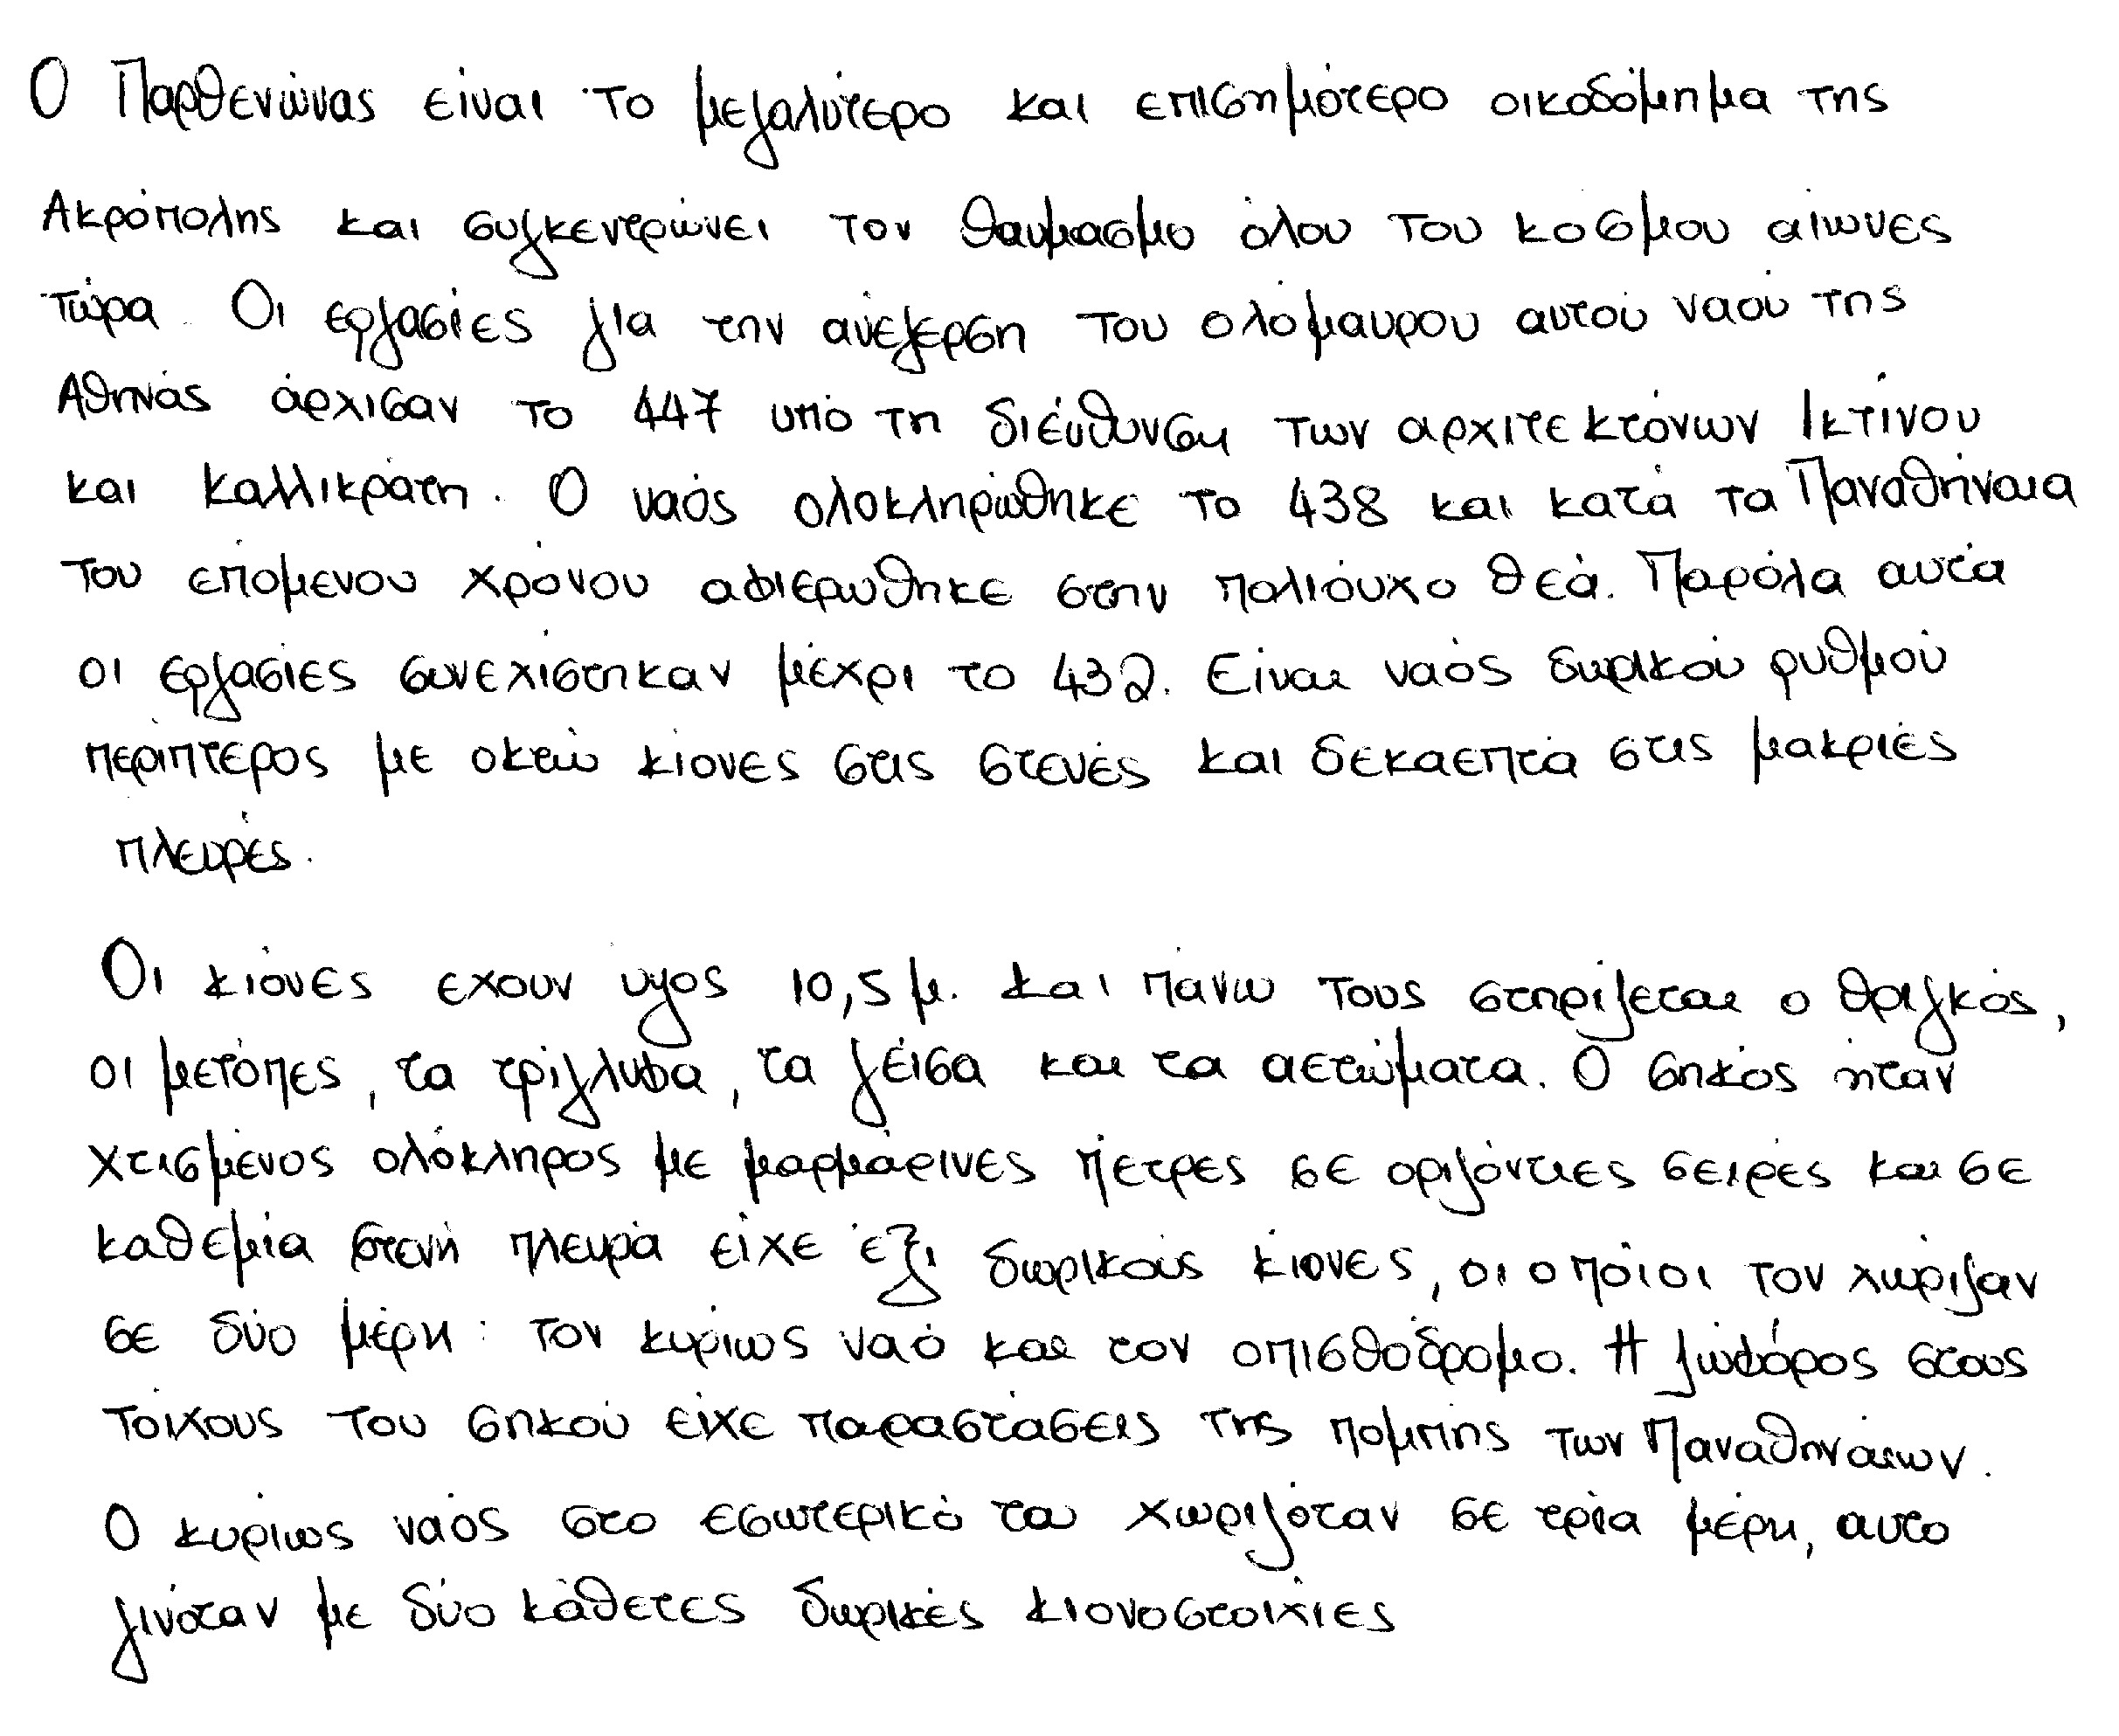 Ο Παρθενώνας είναι το μεγαλύτερο και επισημότερο οικοδόμημα της
Ακρόπολης και συγκεντρώνει τον θαυμασμο όλου του κόσμου αιωνες
τώρα. Οι εργασίες για την ανέγερση του ολόμαυρου αυτού ναού της
Αθηνάς άρχισαν το 447 υπό τη διεύθυνση των αρχιτεκτόνων Ικτίνου
και Καλλικράτη. Ο ναός ολοκληρώθηκε το 438 και κατά τα Παναθήναια
του επόμενου χρόνου αφιερωθηκε στην πολιούχο θεά. Παρόλα αυτά
οι εργασίες συνεχίστηκαν μέχρι το 432. Είναι ναός δωρικού ρυθμού
περίπτερος με οκτώ κίονες στις στενές και δεκαεπτά στις μακριές
πλευρές.
Οι κίονες εχουν υψος 10,5 μ. και πάνω τους στηρίζεται ο θριγκός,
οι μετόπες, τα τρίγλυφα, τα γείσα και τα αετώματα. Ο σηκός ήταν
χτισμένος ολόκληρος με μαρμάρινες πέτρες σε οριζόντιες σειρές και σε
καθεμία στενή πλευρά είχε έξι δωρικούς κίονες, οι οποίοι τον χώριζαν
σε δύο μέρη: τον κυρίως ναό και τον οπισθόδρομο. Η ζωφόρος στους
τοίχους του σηκού είχε παραστάσεις της πομπής των Παναθηναίων.
Ο κυρίως ναός στο εσωτερικό του χωριζόταν σε τρία μέρη, αυτο
γινόταν με δύο κάθετες δωρικές κιονοστοιχίες